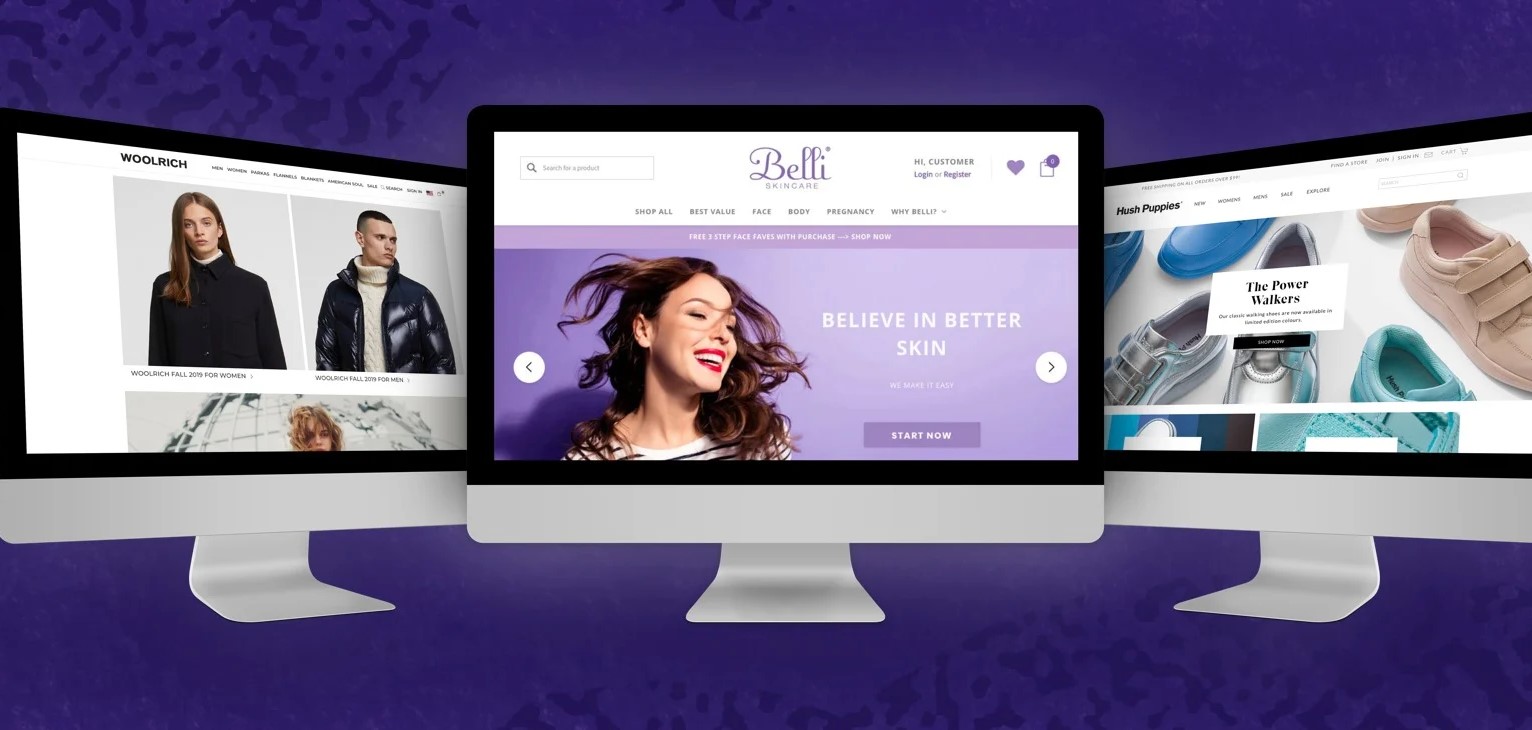 WOOLRICH
MEN WOMEN PARKAS FLANNELS BLANKETS AMERICAN SOUL SALE SEARCH SIGN IN
WOOLRICH FALL 2019 FOR WOMEN >
WOOLRICH FALL 2019 FOR MEN >
Search for a product
Belli®
SKINCARE
HI, CUSTOMER
Login or Register
0
SHOP ALL BEST VALUE FACE BODY PREGNANCY WHY BELLI?
FREE 3 STEP FACE FAVES WITH PURCHASE ---> SHOP NOW
BELIEVE IN BETTER
SKIN
WE MAKE IT EASY
START NOW
FREE SHIPPING ON ALL ORDERS OVER
FIND A STORE JOIN | SIGN IN CART
SEARCH
Hush Puppies
NEW WOMENS MENS SALE EXPLORE
The Power
Walkers
Our classic walking shoes are now available in
limited edition colours.
SHOP NOW